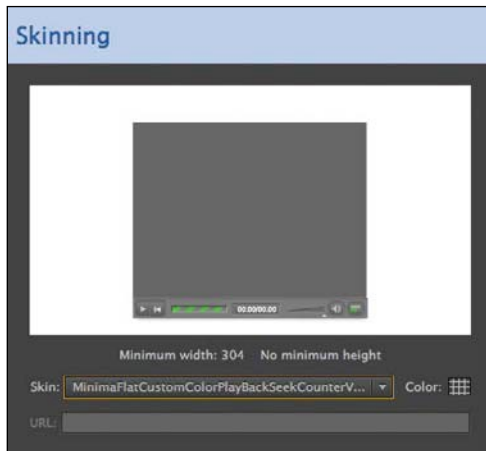 Skinning
00:00/00:00
Minimum width: 304 No minimum height
Skin: MinimaFlatCustomColorPlayBackSeekCounterV... Color:
URL: